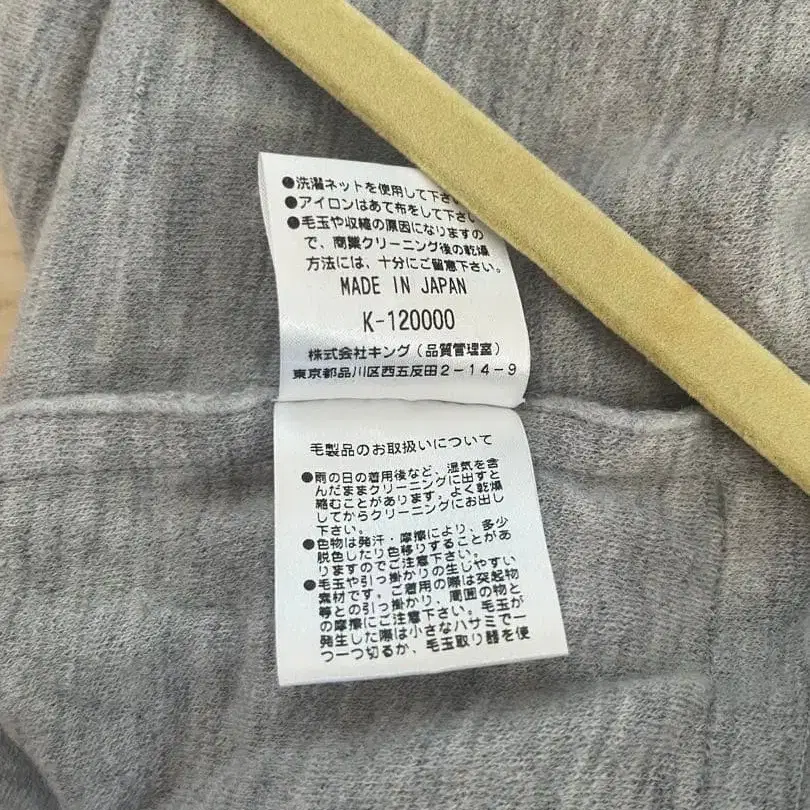 ●洗濯ネットを使用して下さ
●アイロンはあて布をして下さい
●毛玉や収縮の原因になりますの
で、商業クリーニング後の乾燥
方法には、十分にご留意下さい。
MADE IN JAPAN
K-120000
株式会社キング(品質管理室)
東京都品川区西五反田2-14-9
毛製品のお取扱いについて
●雨の日の着用後など、湿気を含
んだままクリーニングに出すと
縮むことがあります。よく乾燥
してからクリーニングにお出し
下さい。
●色物は発汗・摩擦により、多少
脱色したり色移りすることがあ
りますのでご注意下さい。
●毛玉や引っ掛かりの生じやすい
素材です。ご着用の際は突起物
等との引っ掛かり、周囲の物と
の摩擦にご注意下さい。毛玉が
発生した際は小さなハサミで一
つ一つ切るか、毛玉取り器を使